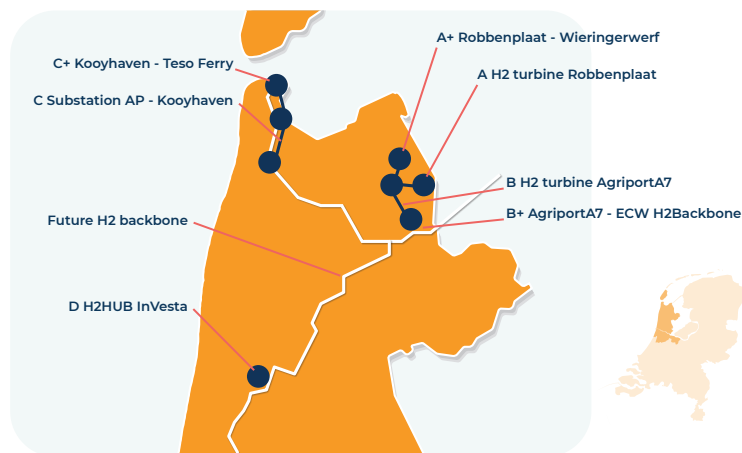 A+ Robbenplaat - Wieringerwerf
C+ Kooyhaven - Teso Ferry
A H2 turbine Robbenplaat
C Substation AP - Kooyhaven
B H2 turbine AgriportA7
B+ AgriportA7 - ECW H2Backbone
Future H2 backbone
D H2HUB InVesta